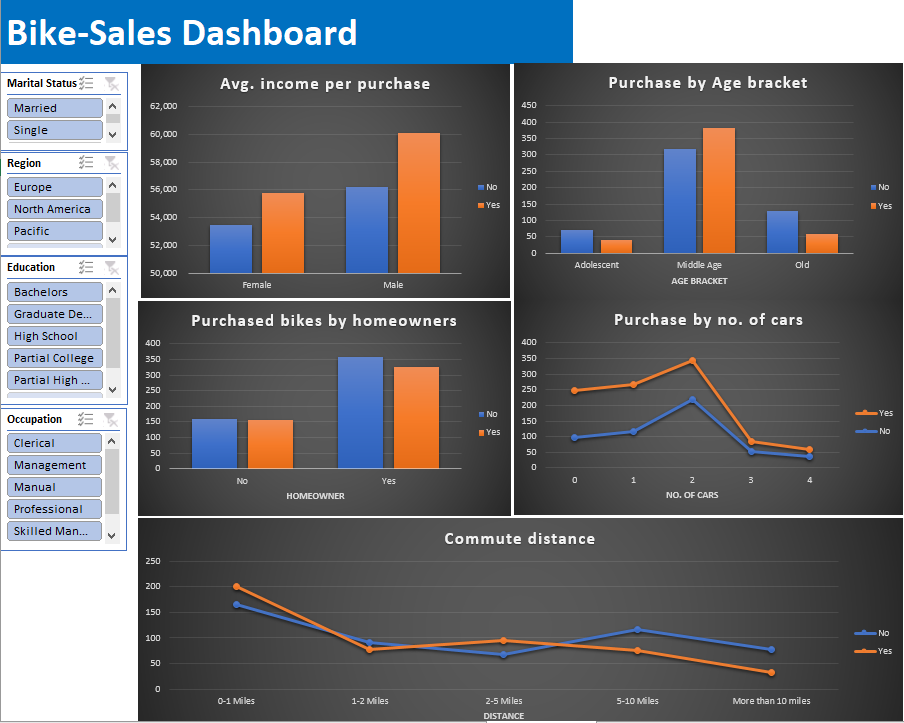 Bike-Sales Dashboard
Marital Status
Married
Single
Region
Europe
North America
Pacific
Education
Bachelors
Graduate De...
High School
Partial College
Partial High ...
Occupation
Clerical
Management
Manual
Professional
Skilled Man...
Avg. income per purchase
62,000
60,000
58,000
56,000
54,000
52,000
50,000
Female Male
No
Yes
Purchase by Age bracket
450
400
350
300
250
200
150
100
50
0
Adolescent Middle Age Old
AGE BRACKET
No
Yes
Purchased bikes by homeowners
400
350
300
250
200
150
100
50
0
No Yes
HOMEOWNER
No
Yes
Purchase by no. of cars
400
350
300
250
200
150
100
50
0
0 1 2 3 4
NO. OF CARS
Yes
No
Commute distance
250
200
150
100
50
0
0-1 Miles 1-2 Miles 2-5 Miles 5-10 Miles More than 10 miles
DISTANCE
No
Yes